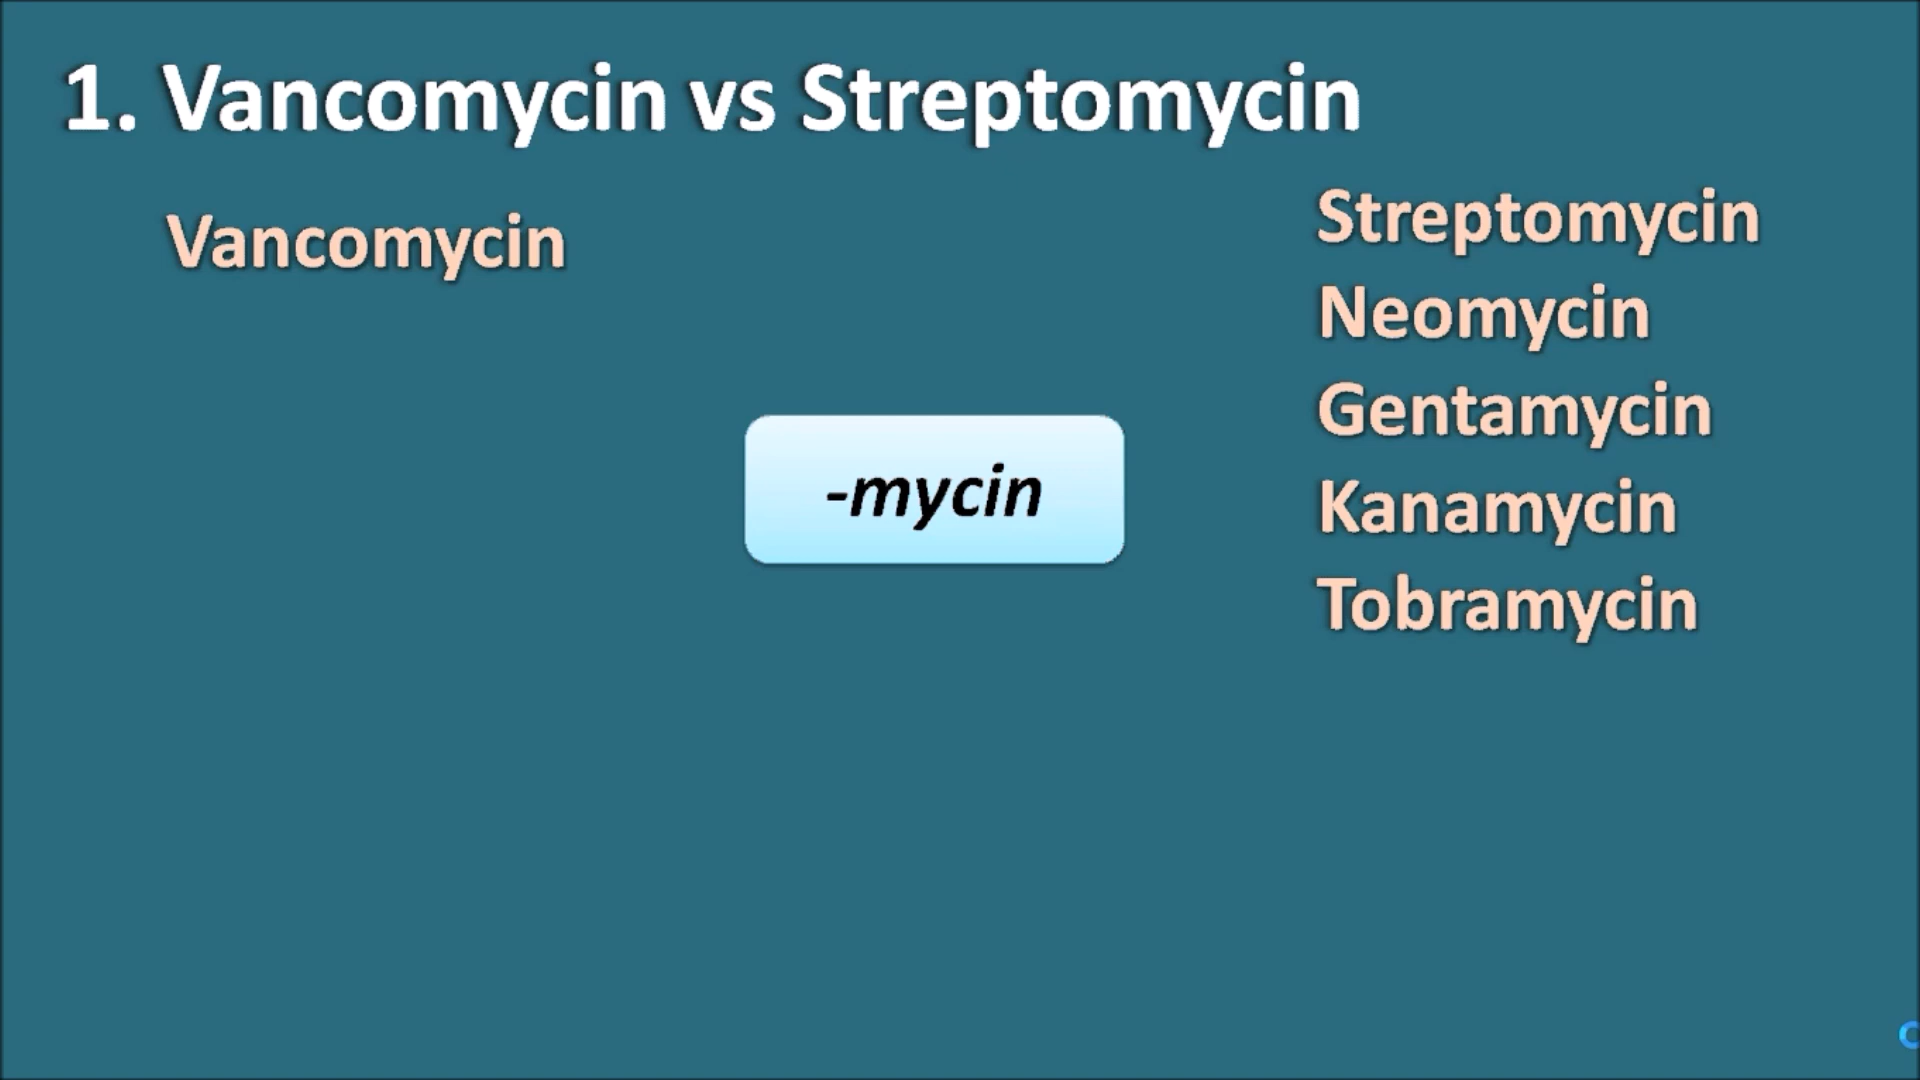 1. Vancomycin vs Streptomycin
Vancomycin
-mycin
Streptomycin
Neomycin
Gentamycin
Kanamycin
Tobramycin